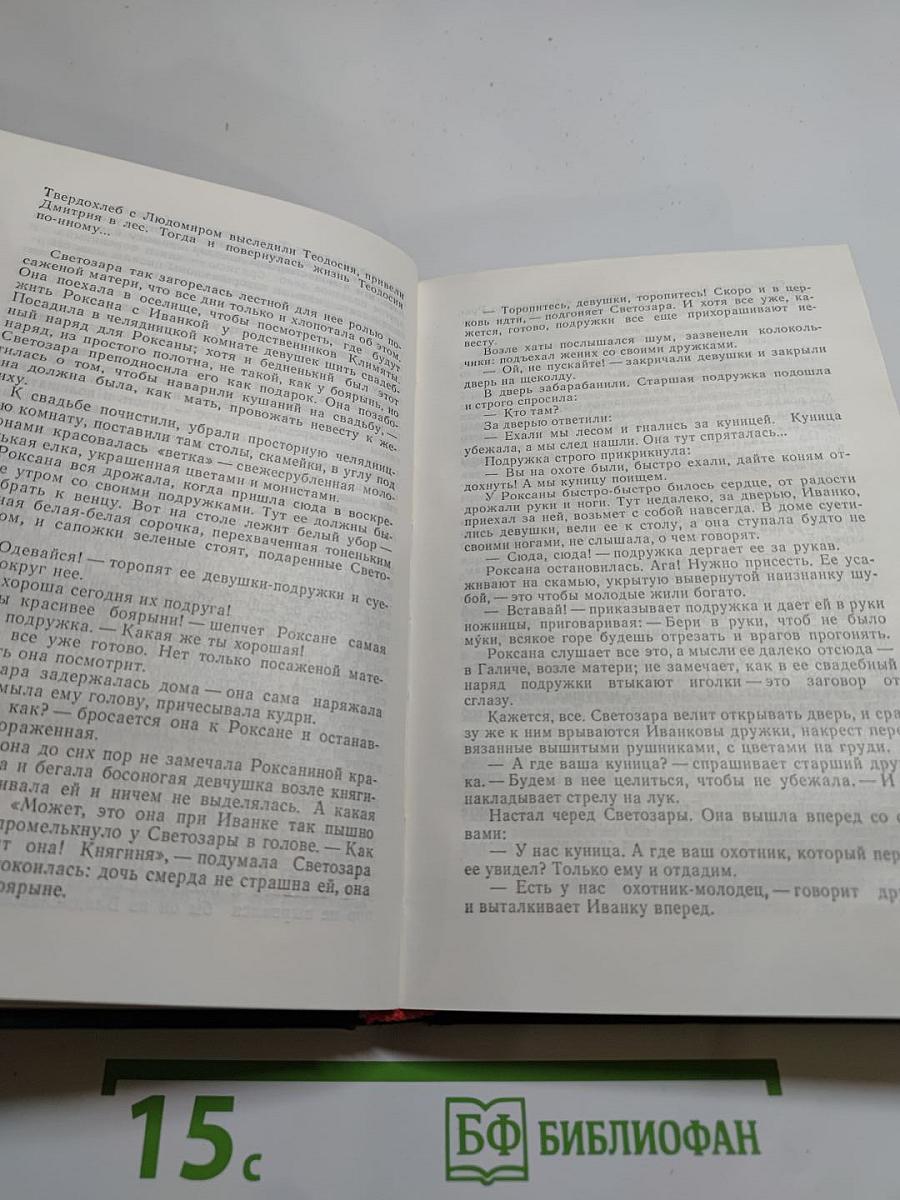 Твердохлеб с Людомиром выследили Теодосия, привели
Дмитрия в лес. Тогда и повернулась жизнь Теодосии
по-иному...
Светозара так загорелась лестной для нее ролью по-
саженой матери, что все дни только и хлопотала об этом.
Она поехала в оселище, чтобы посмотреть, где будут
жить Роксана с Иванкой у родственников Климяты.
Посадила в челядницкой комнате девушек шить свадеб-
ный наряд для Роксаны; хотя и бедненький был этот
наряд, из простого полотна, не такой, как у боярынь, но
Светозара преподносила его как подарок. Она позабо-
тилась о том, чтобы наварили кушаний на свадьбу, —
на должна была, как мать, провожать невесту к же-
ниху.
К свадьбе почистили, убрали просторную челядниц-
ую комнату, поставили там столы, скамейки, в углу под
онами красовалась «ветка» — свежесрубленная моло-
ькая елка, украшенная цветами и монистами.
Роксана вся дрожала, когда пришла сюда в воскре-
е утром со своими подружками. Тут ее должны бы-
брать к венцу. Вот на столе лежит белый убор —
ная белая-белая сорочка, перехваченная тоненьким
ом, и сапожки зеленые стоят, подаренные Свето-
Одевайся! — торопят ее девушки-подружки и суе-
округ нее.
хороша сегодня их подруга!
ы красивее боярыни! — шепчет Роксане самая
подружка. — Какая же ты хорошая!
все уже готово. Нет только посаженой мате-
ть она посмотрит.
ара задержалась дома — она сама наряжала
мыла ему голову, причесывала кудри.
как? — бросается она к Роксане и останав-
ораженная.
она до сих пор не замечала Роксаниной кра-
а и бегала босоногая девчушка возле княги-
ивала ей и ничем не выделялась. А какая
«Может, это она при Иванке так пышно
промелькнуло у Светозары в голове. — Как
т она! Княгиня», — подумала Светозара
окоилась: дочь смерда не страшна ей, она
оярыне.
— Торопитесь, девушки, торопитесь! Скоро и в цер-
ковь идти, — подгоняет Светозара. И хотя все уже, ка-
жется, готово, подружки все еще прихорашивают не-
весту.
Возле хаты послышался шум, зазвенели колоколь-
чики: подъехал жених со своими дружками.
— Ой, не пускайте! — закричали девушки и закрыли
дверь на щеколду.
В дверь забарабанили. Старшая подружка подошла
и строго спросила:
— Кто там?
За дверью ответили:
— Ехали мы лесом и гнались за куницей. Куница
убежала, а мы след нашли. Она тут спряталась...
Подружка строго прикрикнула:
— Вы на охоте были, быстро ехали, дайте коням от-
дохнуть! А мы куницу поищем.
У Роксаны быстро-быстро билось сердце, от радости
дрожали руки и ноги. Тут недалеко, за дверью, Иванко,
приехал за ней, возьмет с собой навсегда. В доме суети-
лись девушки, вели ее к столу, а она ступала будто не
своими ногами, не слышала, о чем говорят.
— Сюда, сюда! — подружка дергает ее за рукав.
Роксана остановилась. Ага! Нужно присесть. Ее уса-
живают на скамью, укрытую вывернутой наизнанку шу-
бой, — это чтобы молодые жили богато.
— Вставай! — приказывает подружка и дает ей в руки
ножницы, приговаривая: — Бери в руки, чтоб не было
му́ки, всякое горе будешь отрезать и врагов прогонять.
Роксана слушает все это, а мысли ее далеко отсюда —
в Галиче, возле матери; не замечает, как в ее свадебный
наряд подружки втыкают иголки — это заговор от
сглазу.
Кажется, все. Светозара велит открывать дверь, и сра
зу же к ним врываются Иванковы дружки, накрест пере
вязанные вышитыми рушниками, с цветами на груди.
— А где ваша куница? — спрашивает старший друж
ка. — Будем в нее целиться, чтобы не убежала. — И
накладывает стрелу на лук.
Настал черед Светозары. Она вышла вперед со с
вами:
— У нас куница. А где ваш охотник, который пер
ее увидел? Только ему и отдадим.
— Есть у нас охотник-молодец, — говорит др
и выталкивает Иванку вперед.
15 с
БФ БИБЛИОФАН